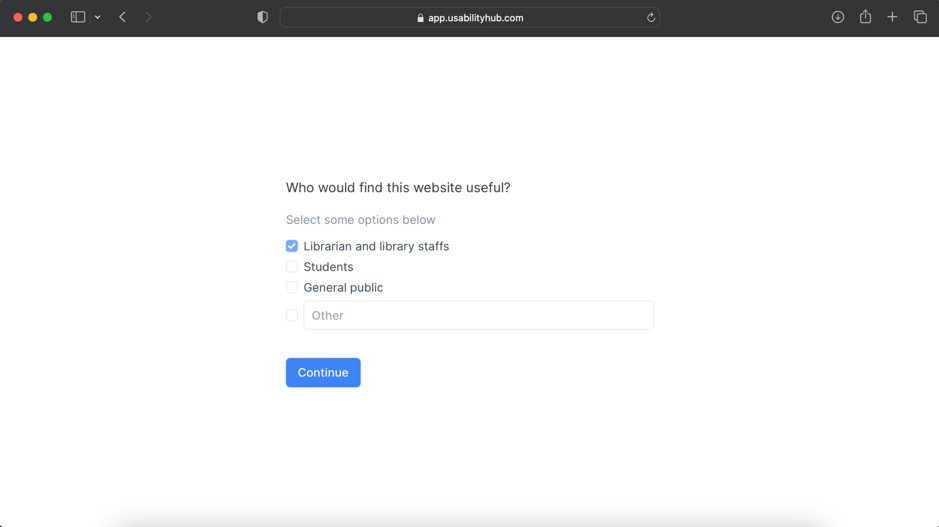 app.usabilityhub.com
Who would find this website useful?
Select some options below
Librarian and library staffs
Students
General public
Other
Continue